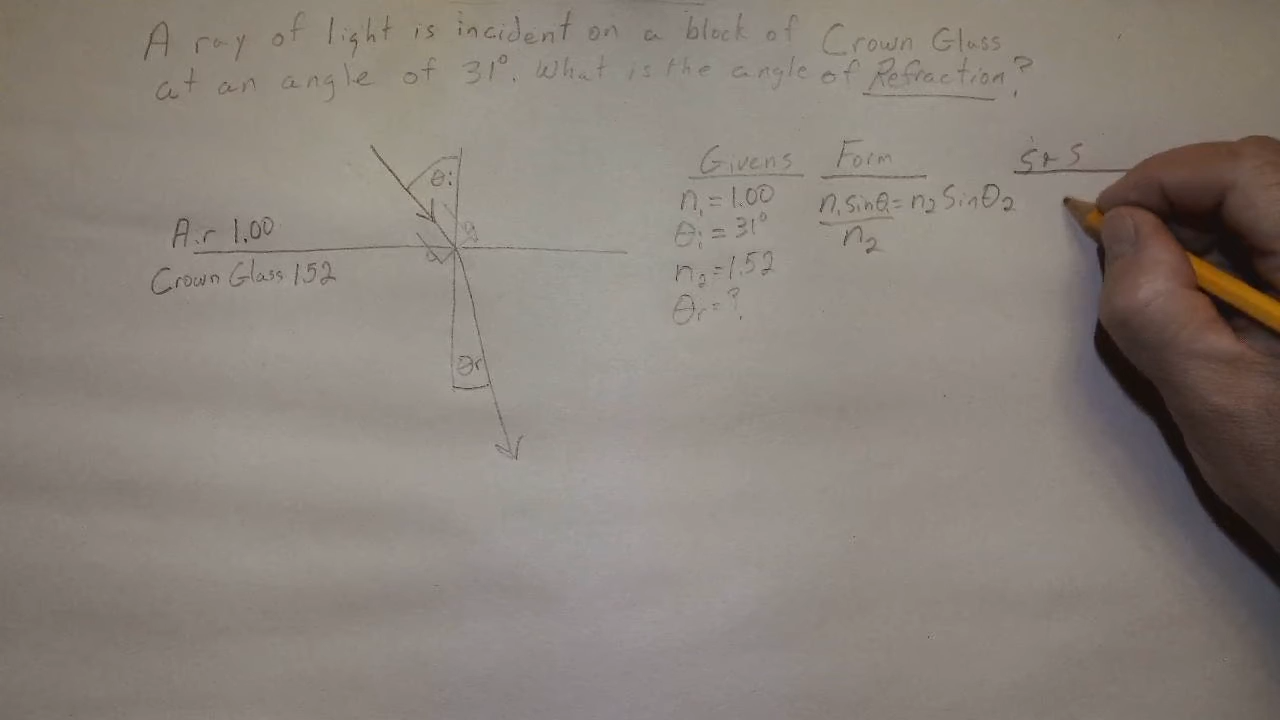 A ray of light is incident on a block of Crown Glass
at an angle of 31°. What is the angle of Refraction?
Givens Form S+S
θi
n₁ = 1.00 n₁ sinθ₁ = n₂ Sinθ₂
Air 1.00 θi = 31° n₂
Crown Glass 1.52 n₂ = 1.52
θr = ?
θr